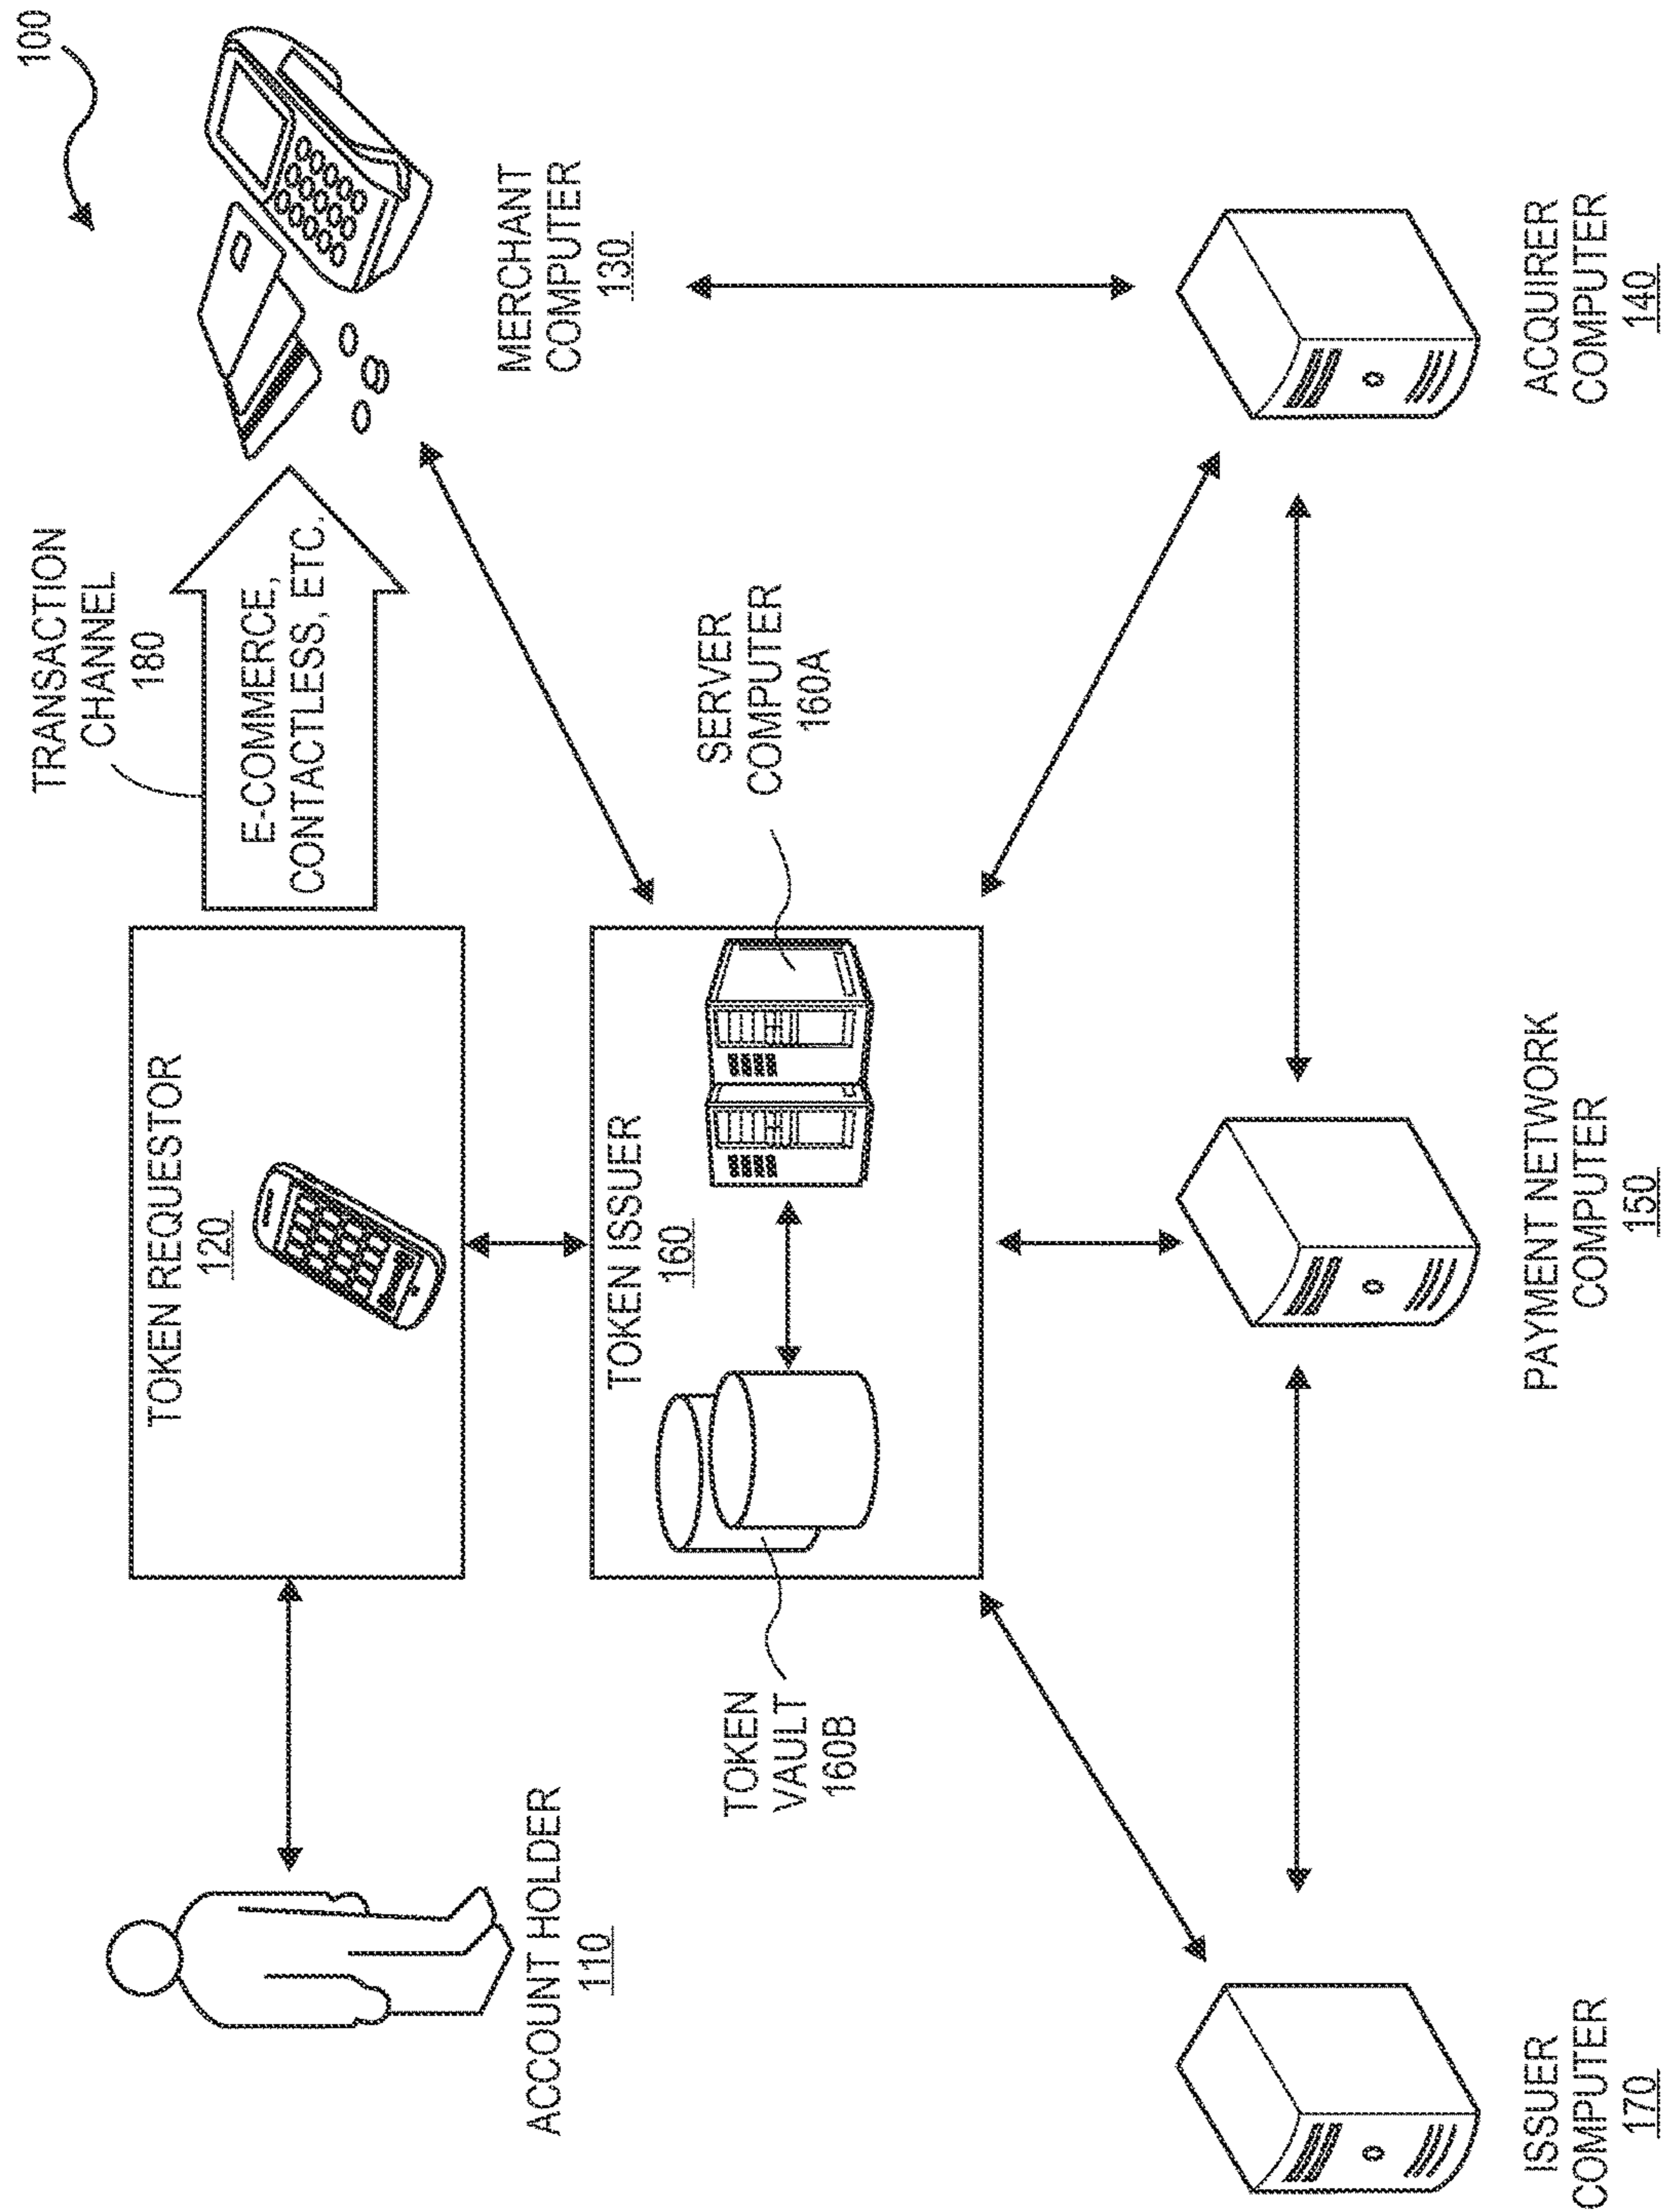 100
TRANSACTION
CHANNEL
180
E-COMMERCE,
CONTACTLESS, ETC.
TOKEN REQUESTOR
120
ACCOUNT HOLDER
110
MERCHANT
COMPUTER
130
TOKEN ISSUER
160
SERVER
COMPUTER
160A
TOKEN
VAULT
160B
ISSUER
COMPUTER
170
PAYMENT NETWORK
COMPUTER
150
ACQUIRER
COMPUTER
140